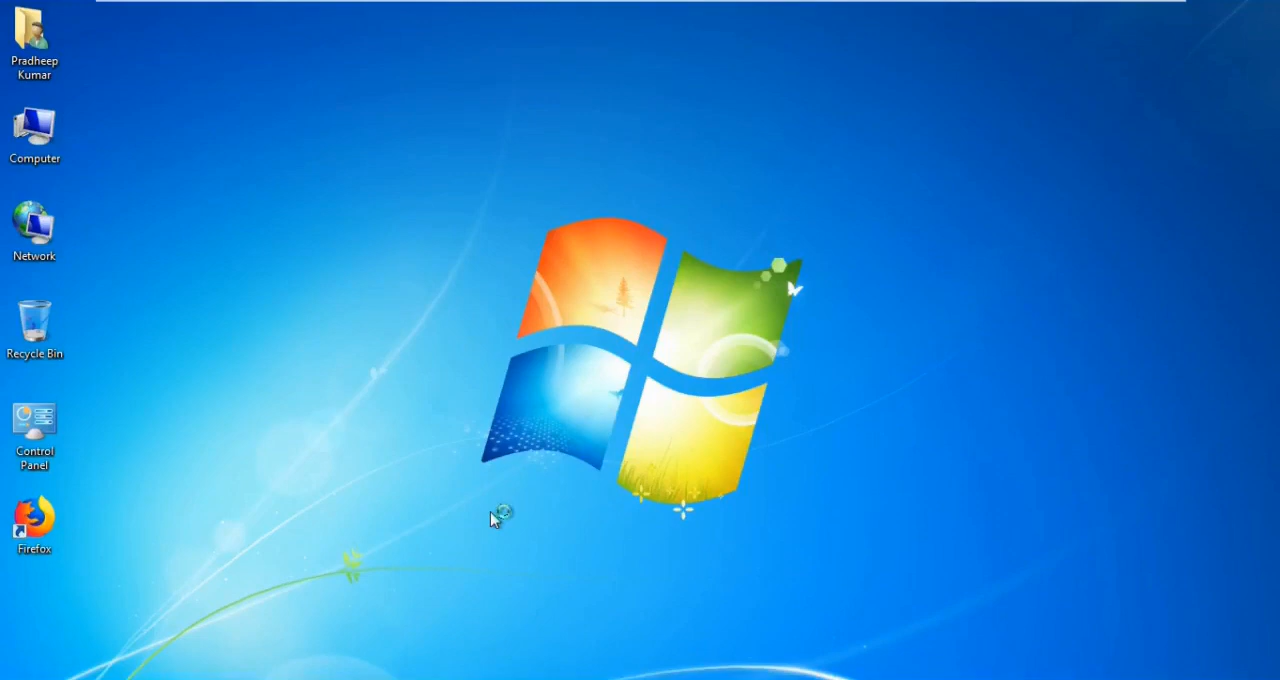 Pradheep
Kumar
Computer
Network
Recycle Bin
Control
Panel
Firefox